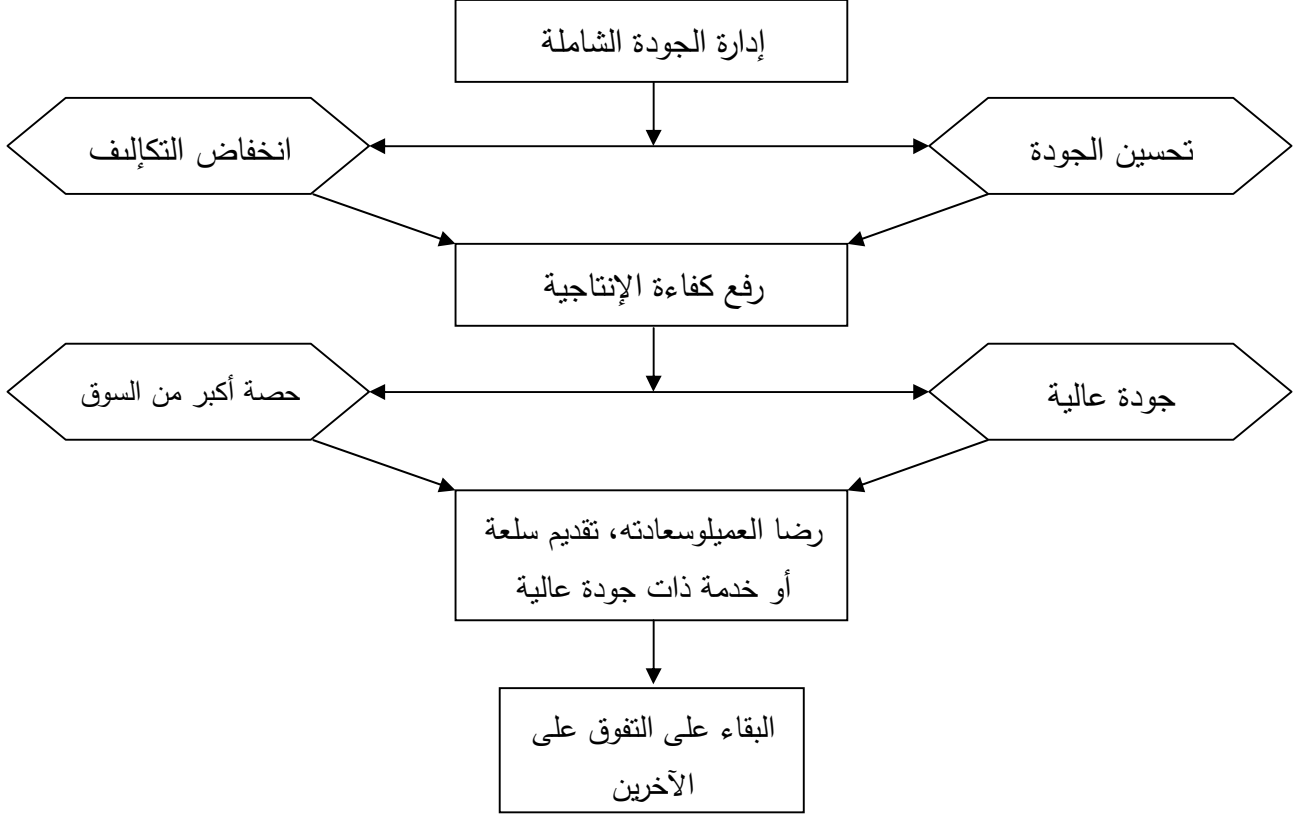 إدارة الجودة الشاملة
تحسين الجودة
انخفاض التكإليف
رفع كفاءة الإنتاجية
جودة عالية
حصة أكبر من السوق
رضا العميلوسعادته، تقديم سلعة
أو خدمة ذات جودة عالية
البقاء على التفوق على
الآخرين